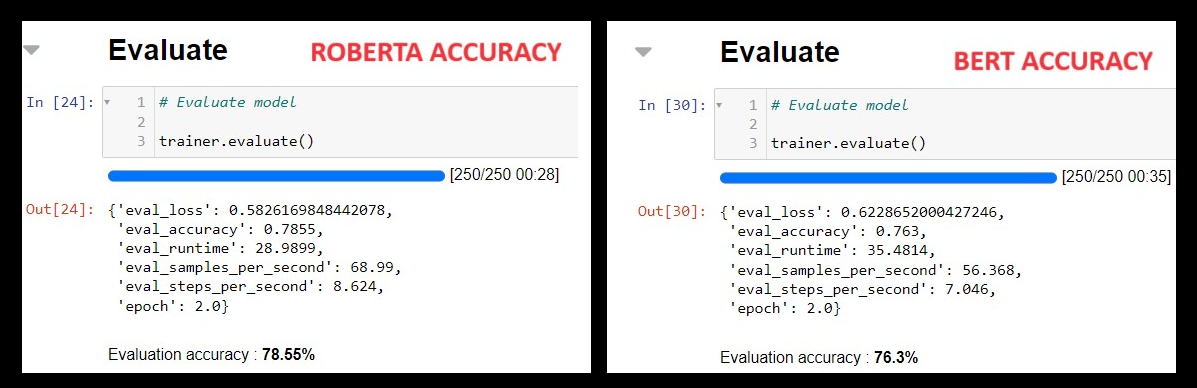 Evaluate ROBERTA ACCURACY
In [24]: 1 # Evaluate model
2
3 trainer.evaluate()
[250/250 00:28]
Out[24]: {'eval_loss': 0.5826169848442078,
'eval_accuracy': 0.7855,
'eval_runtime': 28.9899,
'eval_samples_per_second': 68.99,
'eval_steps_per_second': 8.624,
'epoch': 2.0}
Evaluation accuracy : 78.55%
Evaluate BERT ACCURACY
In [30]: 1 # Evaluate model
2
3 trainer.evaluate()
[250/250 00:35]
Out[30]: {'eval_loss': 0.6228652000427246,
'eval_accuracy': 0.763,
'eval_runtime': 35.4814,
'eval_samples_per_second': 56.368,
'eval_steps_per_second': 7.046,
'epoch': 2.0}
Evaluation accuracy : 76.3%